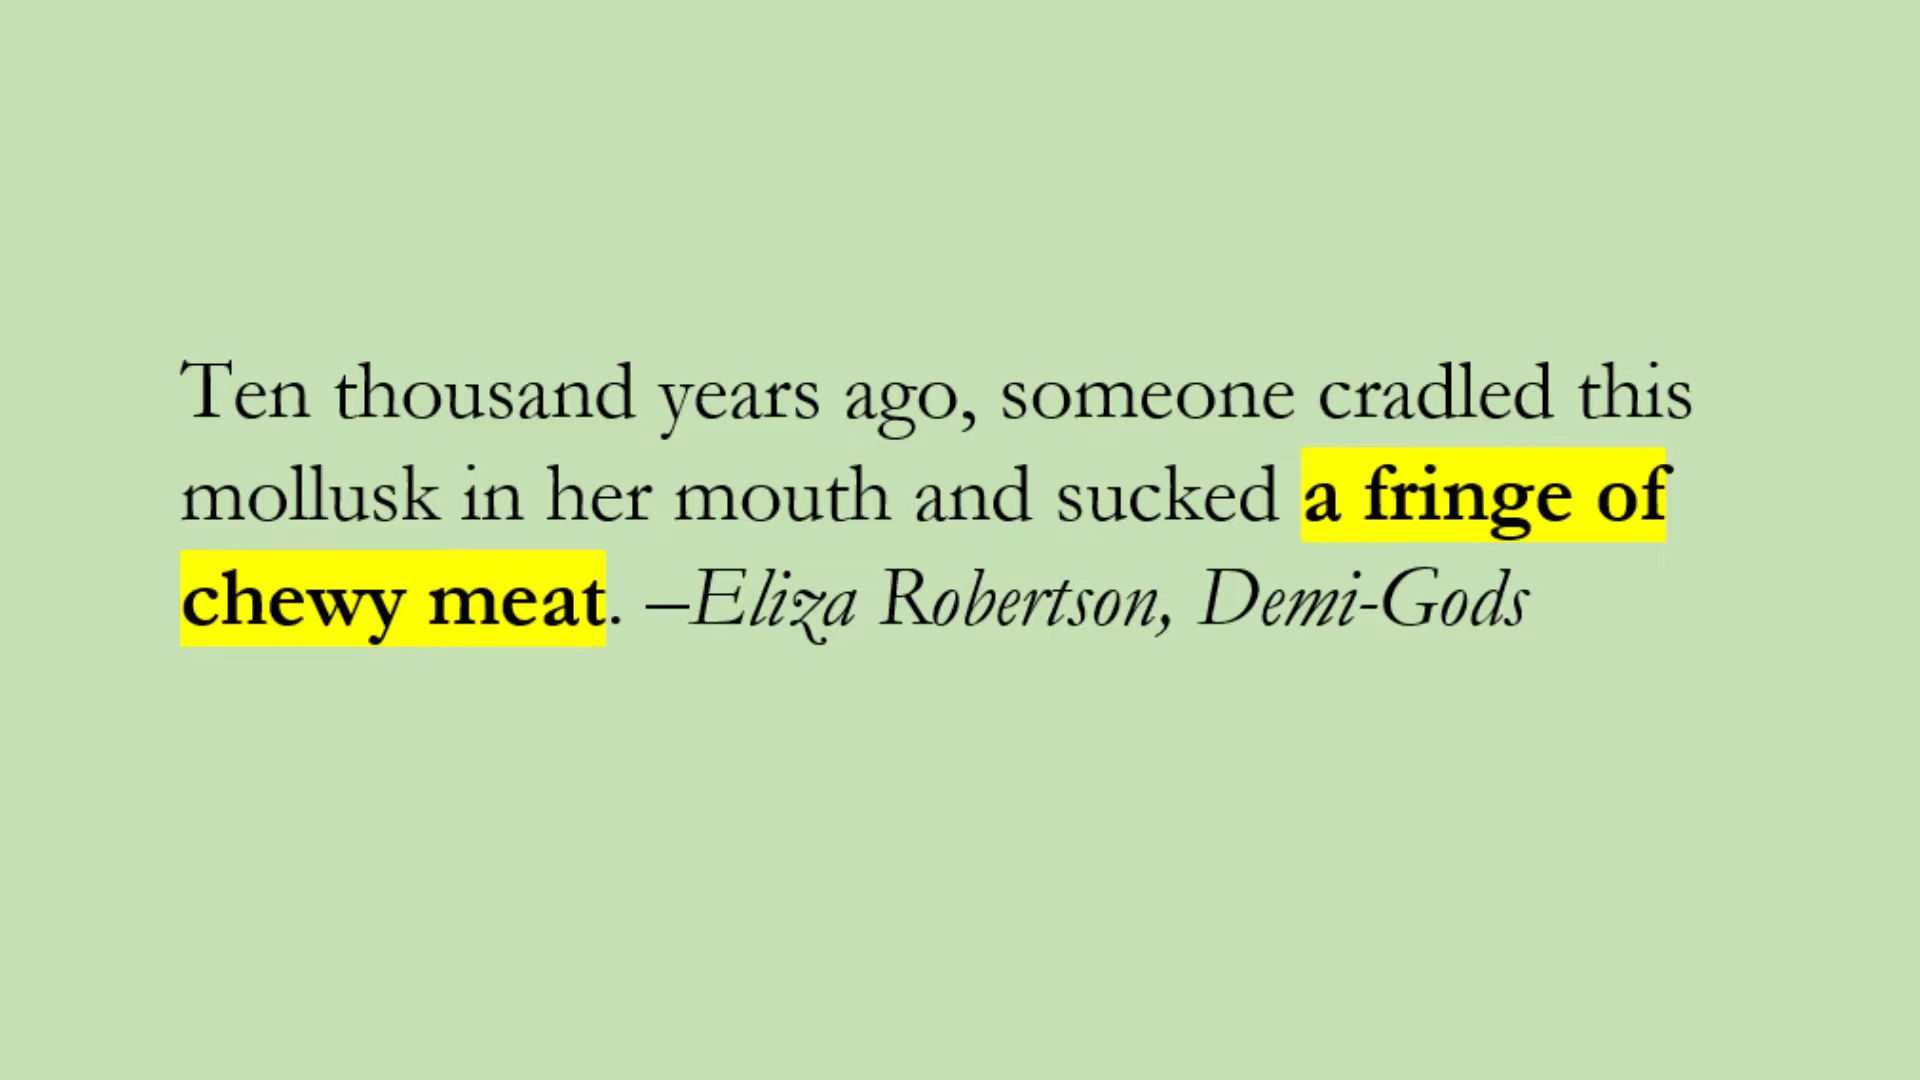 Ten thousand years ago, someone cradled this
mollusk in her mouth and sucked a fringe of
chewy meat. –Eliza Robertson, Demi-Gods